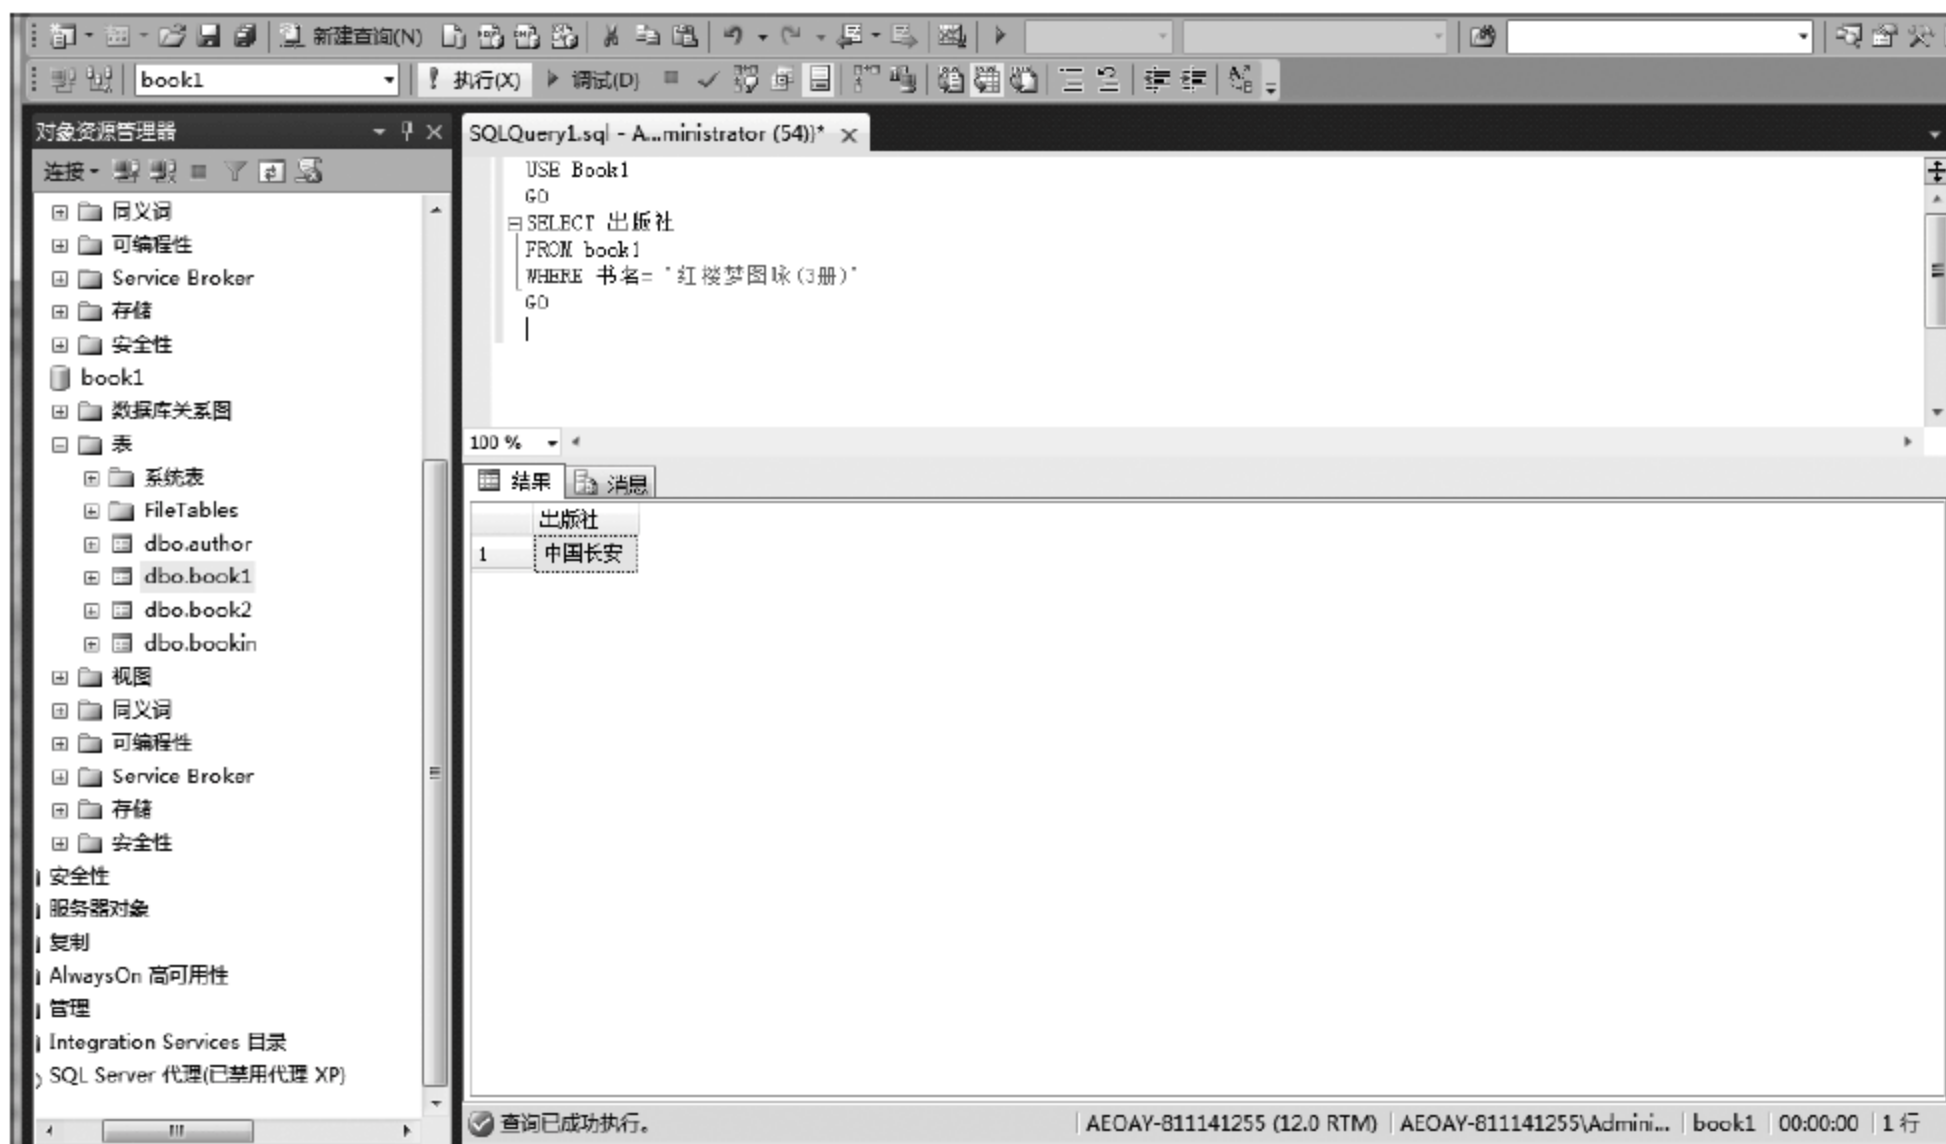 新建查询(N)
book1
执行(X)
调试(D)
对象资源管理器
连接
同义词
可编程性
Service Broker
存储
安全性
book1
数据库关系图
表
系统表
FileTables
dbo.author
dbo.book1
dbo.book2
dbo.bookin
视图
同义词
可编程性
Service Broker
存储
安全性
安全性
服务器对象
复制
AlwaysOn 高可用性
管理
Integration Services 目录
SQL Server 代理(已禁用代理 XP)
SQLQuery1.sql - A...ministrator (54))*
USE Book1
GO
SELECT 出版社
FROM book1
WHERE 书名= '红楼梦图咏(3册)'
GO
100 %
结果
消息
出版社
1 中国长安
查询已成功执行。
AEOAY-811141255 (12.0 RTM)
AEOAY-811141255\Admini...
book1
00:00:00
1 行